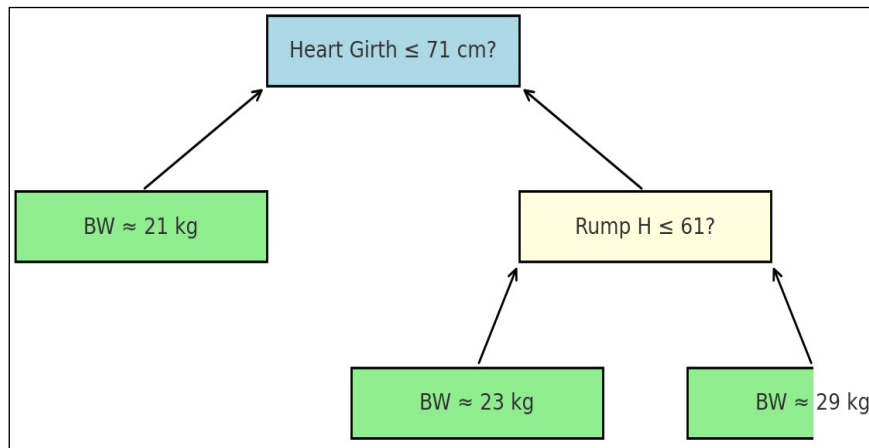 Heart Girth ≤ 71 cm?
BW ≈ 21 kg
Rump H ≤ 61?
BW ≈ 23 kg
BW ≈ 29 kg